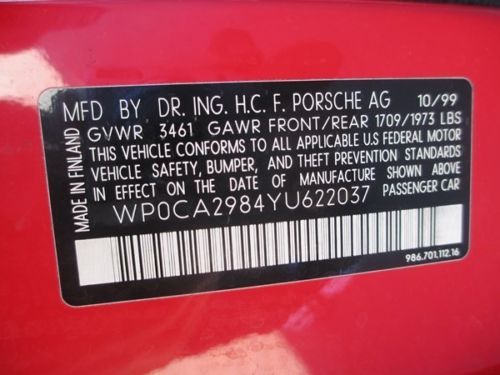 MFD BY DR. ING. H.C. F. PORSCHE AG 10/99
GVWR 3461 GAWR FRONT/REAR 1709/1973 LBS
THIS VEHICLE CONFORMS TO ALL APPLICABLE U.S FEDERAL MOTOR
VEHICLE SAFETY, BUMPER, AND THEFT PREVENTION STANDARDS
IN EFFECT ON THE DATE OF MANUFACTURE SHOWN ABOVE
WP0CA2984YU622037 PASSENGER CAR
MADE IN FINLAND
986.701.112.16